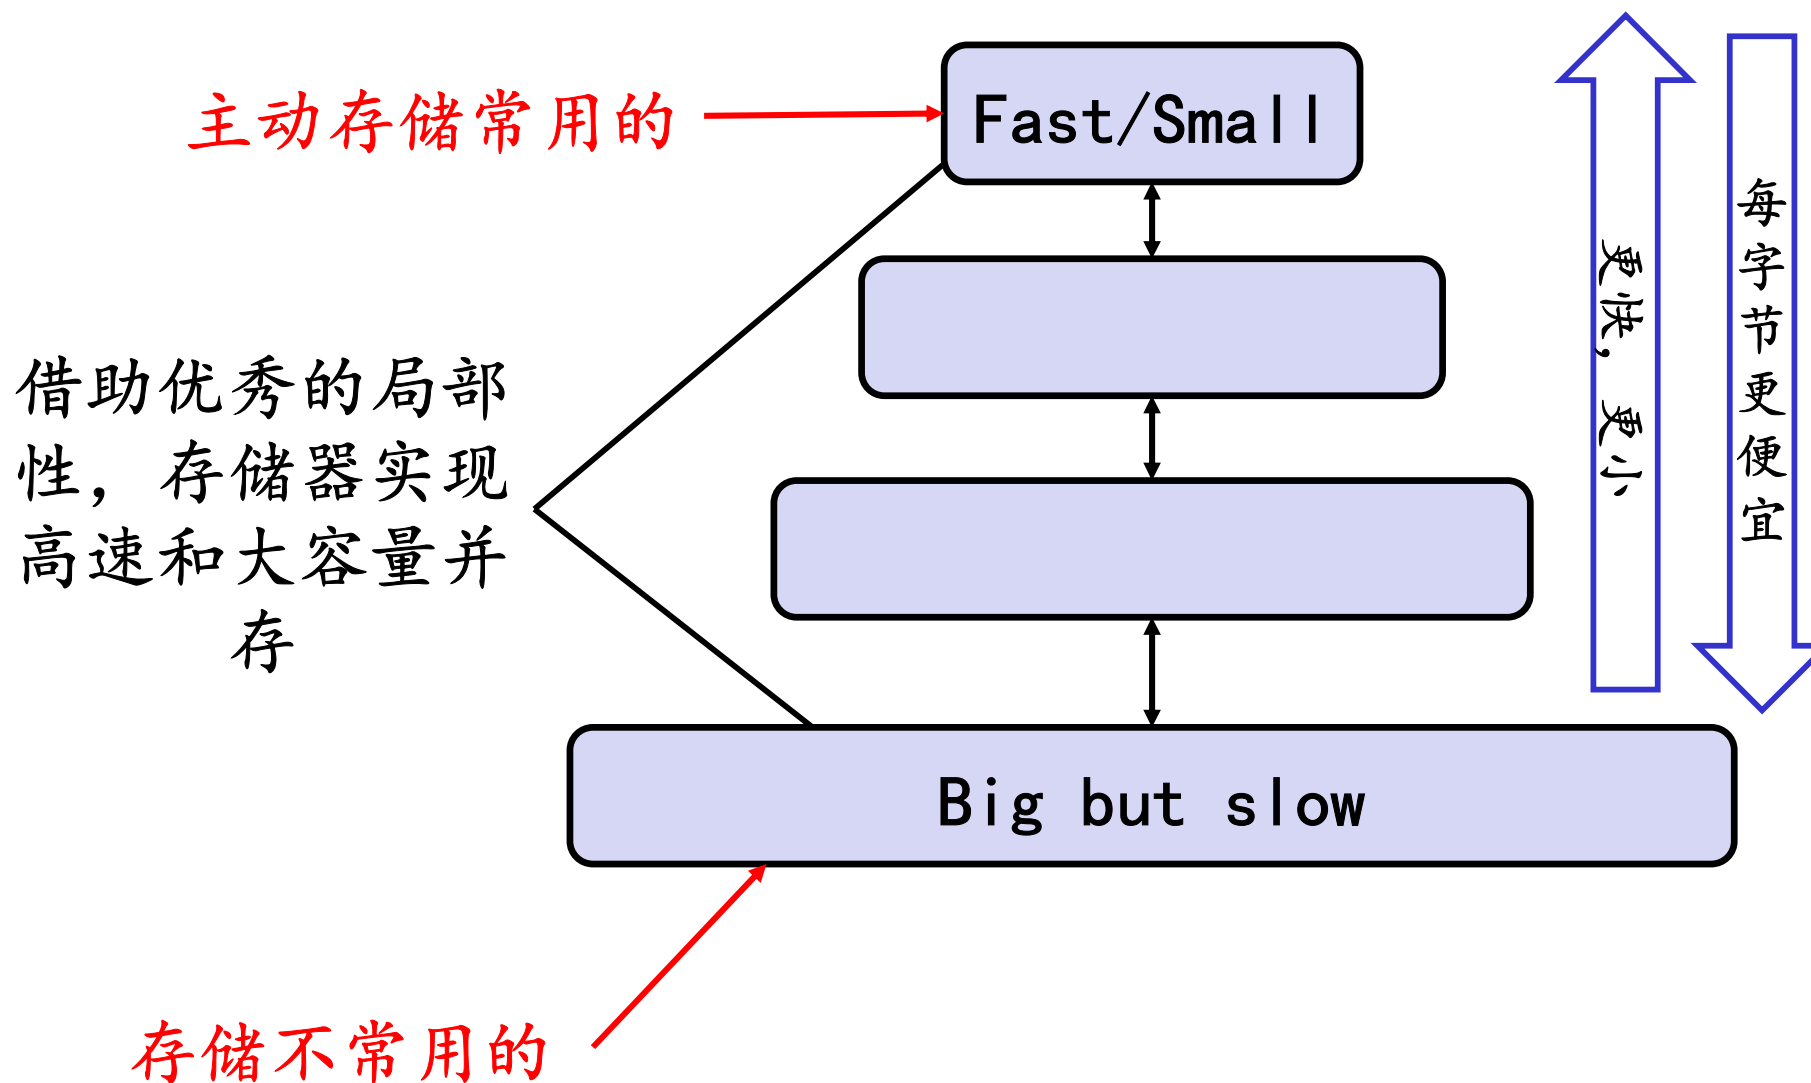 主动存储常用的
Fast/Small
更快，更小
每字节更便宜
借助优秀的局部
性，存储器实现
高速和大容量并
存
Big but slow
存储不常用的